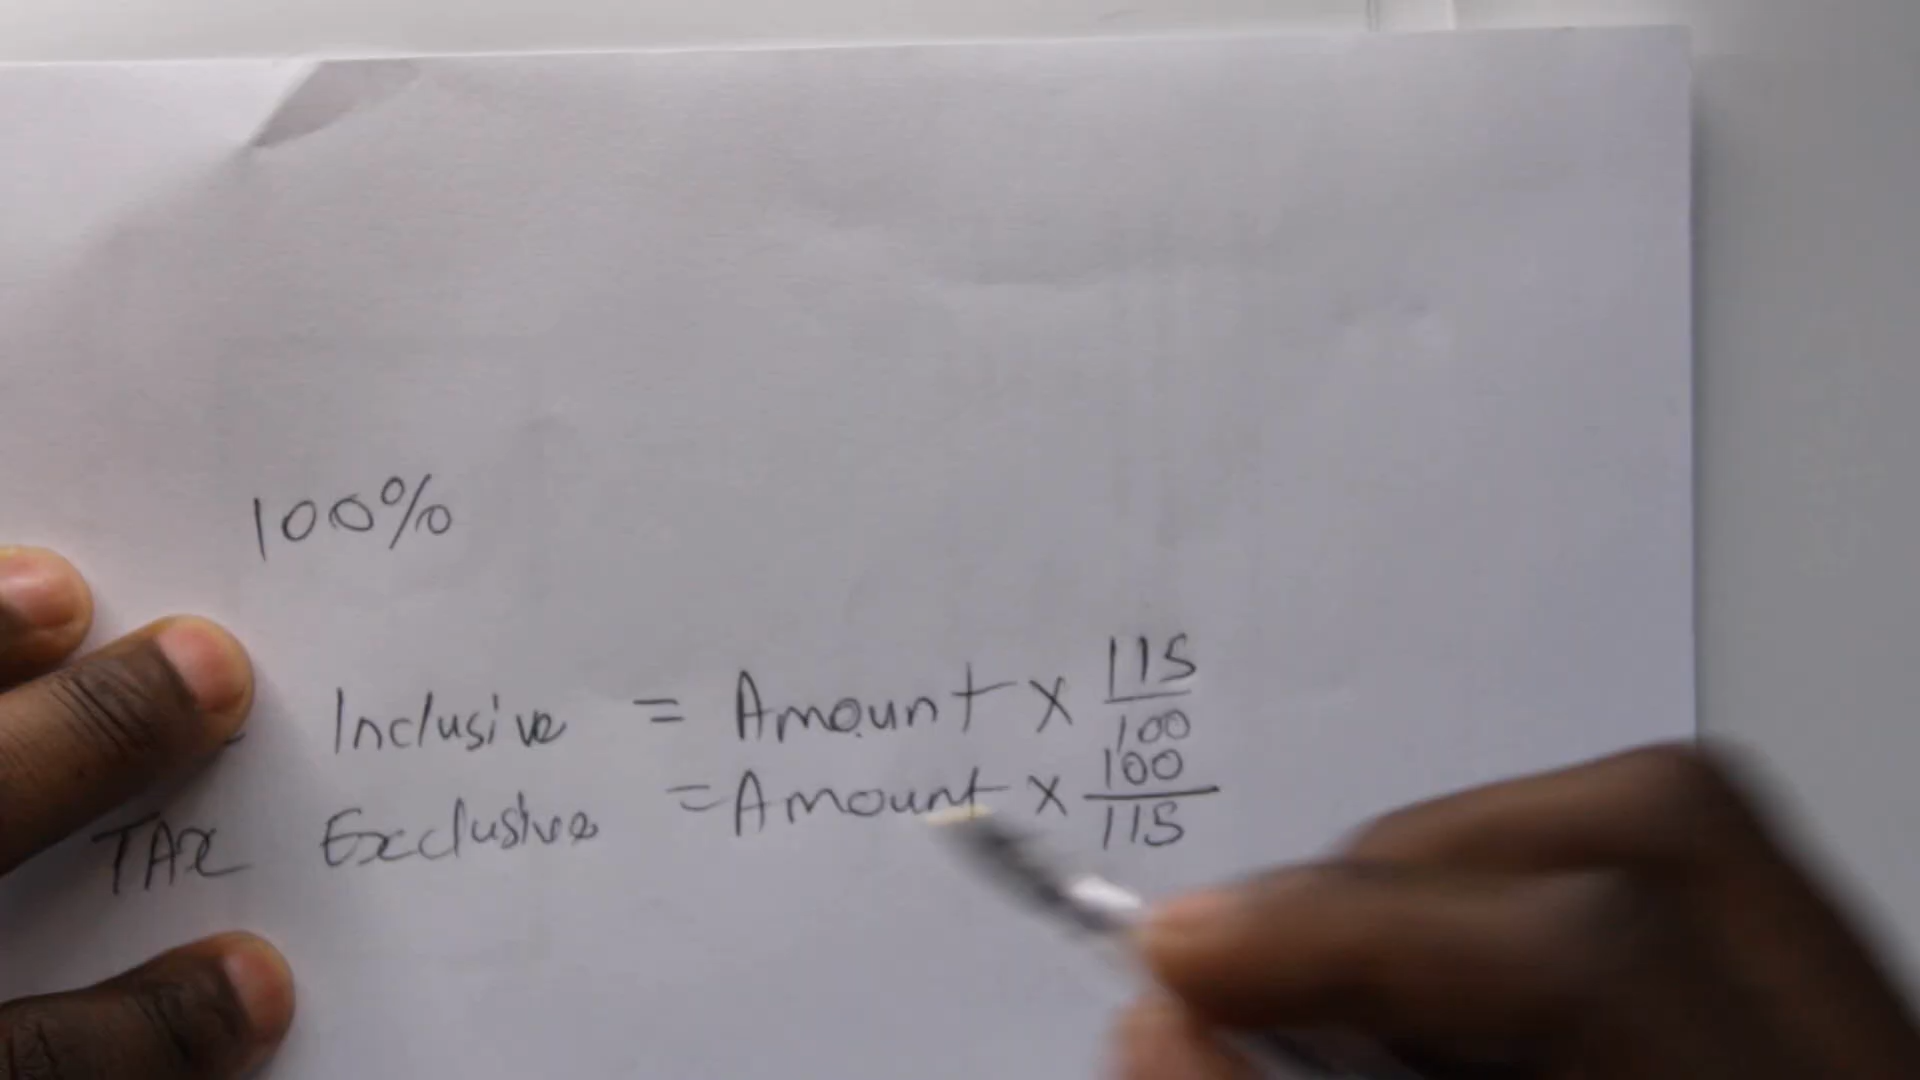 100%
Inclusive = Amount × 115/100
TAx Exclusive = Amount × 100/115